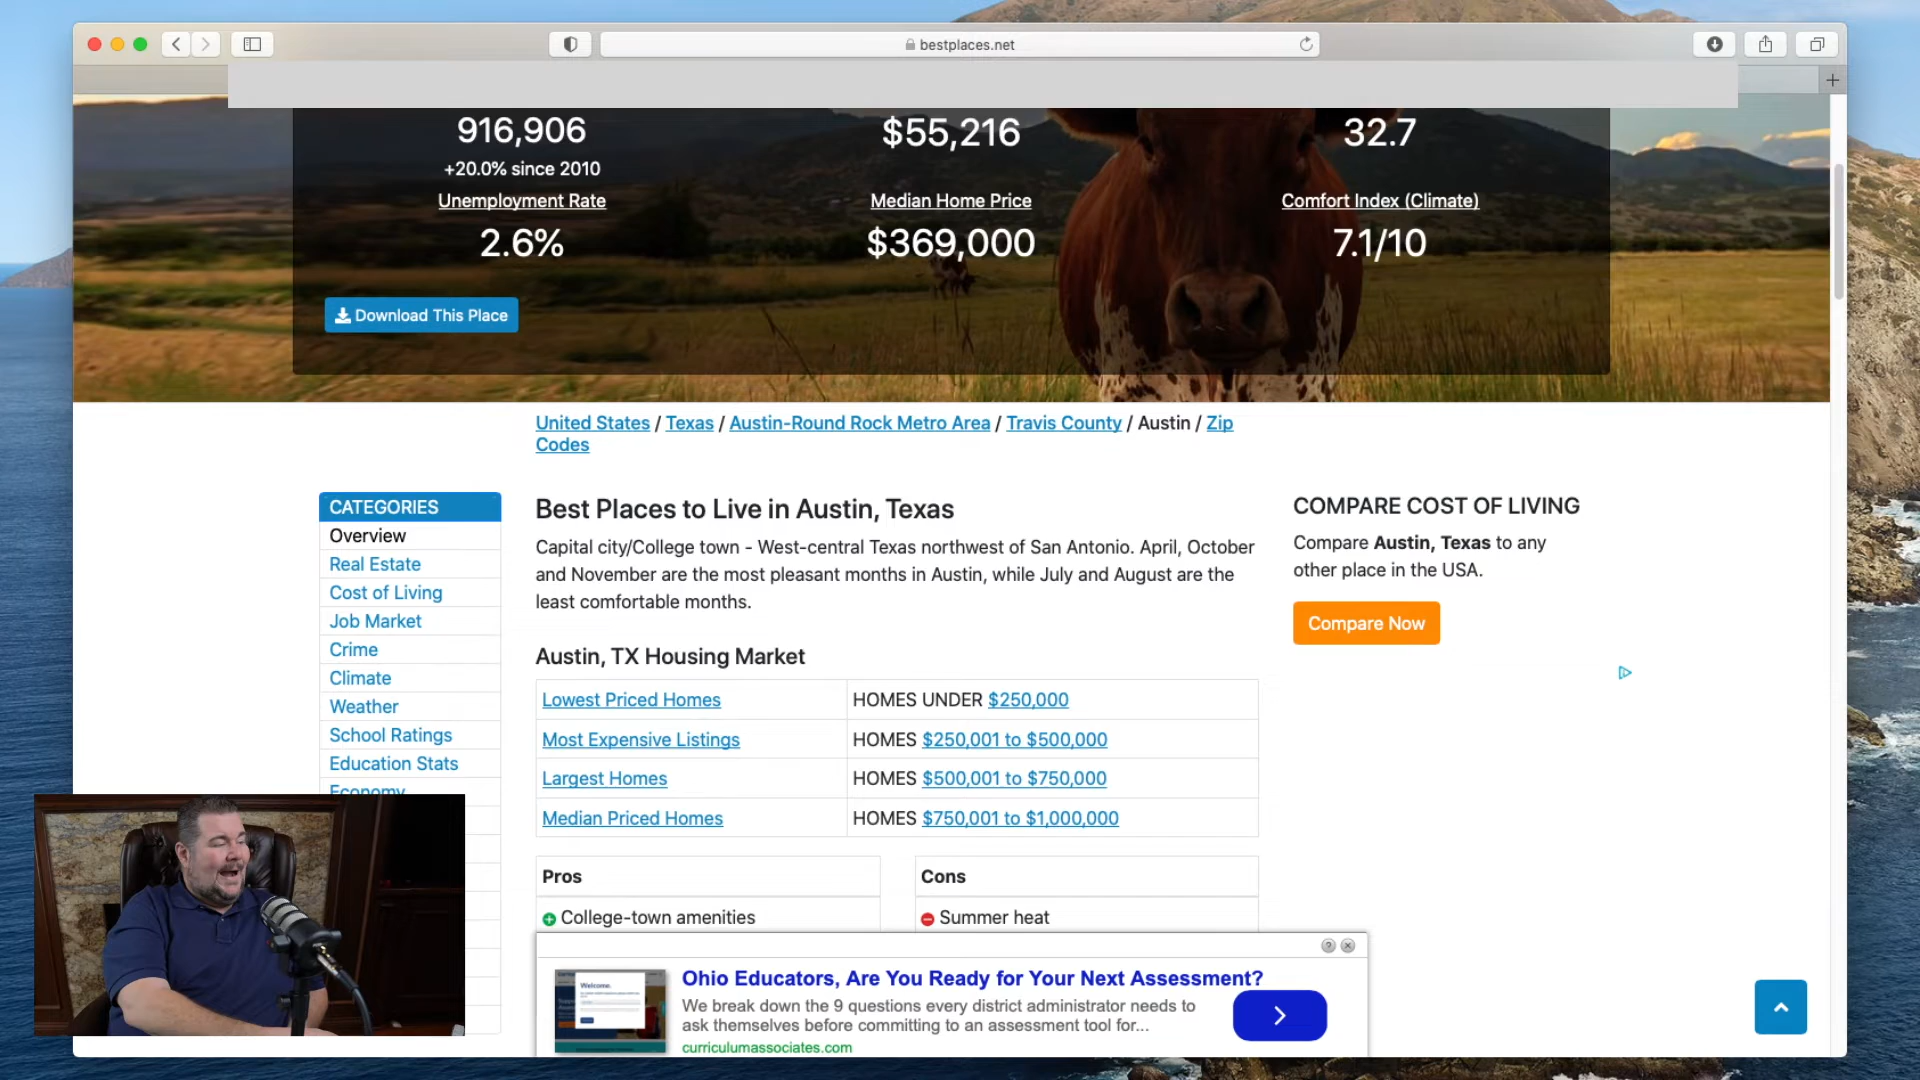 bestplaces.net
916,906
$55,216
32.7
+20.0% since 2010
Unemployment Rate
Median Home Price
Comfort Index (Climate)
2.6%
$369,000
7.1/10
Download This Place
United States / Texas / Austin-Round Rock Metro Area / Travis County / Austin / Zip
Codes
CATEGORIES
Overview
Real Estate
Cost of Living
Job Market
Crime
Climate
Weather
School Ratings
Education Stats
Economy
Best Places to Live in Austin, Texas
Capital city/College town - West-central Texas northwest of San Antonio. April, October
and November are the most pleasant months in Austin, while July and August are the
least comfortable months.
Austin, TX Housing Market
Lowest Priced Homes HOMES UNDER $250,000
Most Expensive Listings HOMES $250,001 to $500,000
Largest Homes HOMES $500,001 to $750,000
Median Priced Homes HOMES $750,001 to $1,000,000
Pros
College-town amenities
Cons
Summer heat
COMPARE COST OF LIVING
Compare Austin, Texas to any
other place in the USA.
Compare Now
Ohio Educators, Are You Ready for Your Next Assessment?
We break down the 9 questions every district administrator needs to
ask themselves before committing to an assessment tool for...
curriculumassociates.com
Welcome.